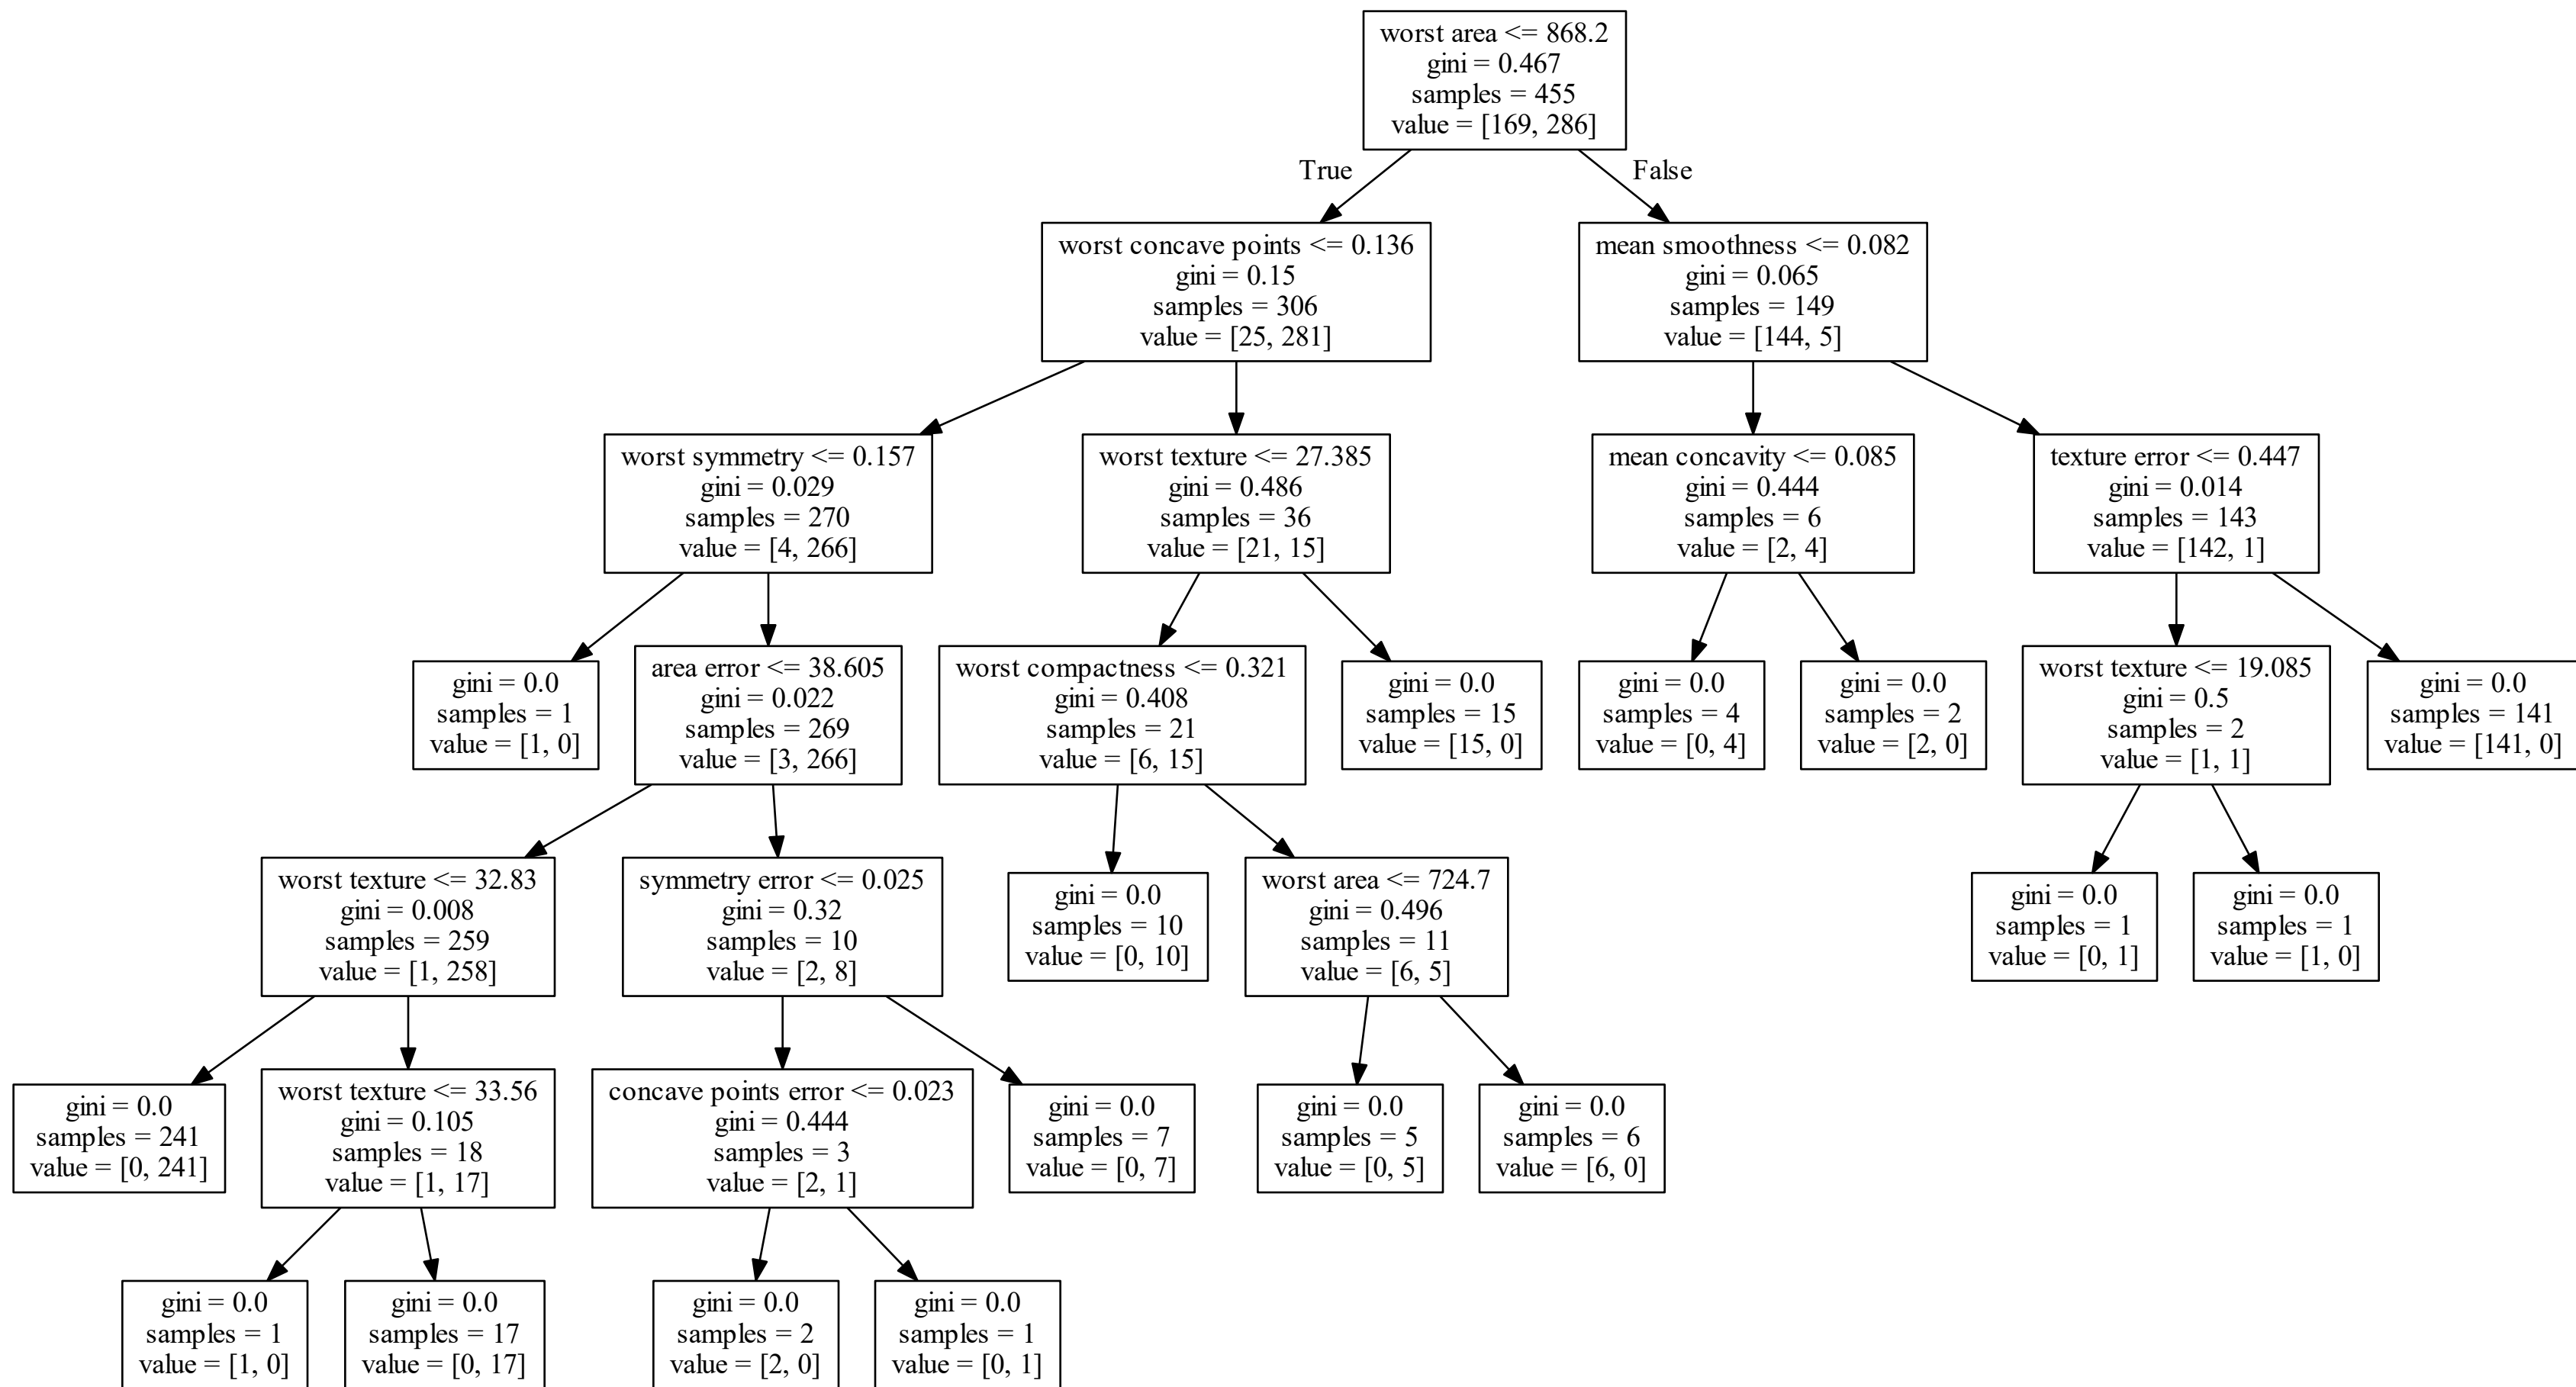 worst area <= 868.2
gini = 0.467
samples = 455
value = [169, 286]
True
False
worst concave points <= 0.136
gini = 0.15
samples = 306
value = [25, 281]
mean smoothness <= 0.082
gini = 0.065
samples = 149
value = [144, 5]
worst symmetry <= 0.157
gini = 0.029
samples = 270
value = [4, 266]
worst texture <= 27.385
gini = 0.486
samples = 36
value = [21, 15]
mean concavity <= 0.085
gini = 0.444
samples = 6
value = [2, 4]
texture error <= 0.447
gini = 0.014
samples = 143
value = [142, 1]
gini = 0.0
samples = 1
value = [1, 0]
area error <= 38.605
gini = 0.022
samples = 269
value = [3, 266]
worst compactness <= 0.321
gini = 0.408
samples = 21
value = [6, 15]
gini = 0.0
samples = 15
value = [15, 0]
gini = 0.0
samples = 4
value = [0, 4]
gini = 0.0
samples = 2
value = [2, 0]
worst texture <= 19.085
gini = 0.5
samples = 2
value = [1, 1]
gini = 0.0
samples = 141
value = [141, 0]
worst texture <= 32.83
gini = 0.008
samples = 259
value = [1, 258]
symmetry error <= 0.025
gini = 0.32
samples = 10
value = [2, 8]
gini = 0.0
samples = 10
value = [0, 10]
worst area <= 724.7
gini = 0.496
samples = 11
value = [6, 5]
gini = 0.0
samples = 1
value = [0, 1]
gini = 0.0
samples = 1
value = [1, 0]
gini = 0.0
samples = 241
value = [0, 241]
worst texture <= 33.56
gini = 0.105
samples = 18
value = [1, 17]
concave points error <= 0.023
gini = 0.444
samples = 3
value = [2, 1]
gini = 0.0
samples = 7
value = [0, 7]
gini = 0.0
samples = 5
value = [0, 5]
gini = 0.0
samples = 6
value = [6, 0]
gini = 0.0
samples = 1
value = [1, 0]
gini = 0.0
samples = 17
value = [0, 17]
gini = 0.0
samples = 2
value = [2, 0]
gini = 0.0
samples = 1
value = [0, 1]